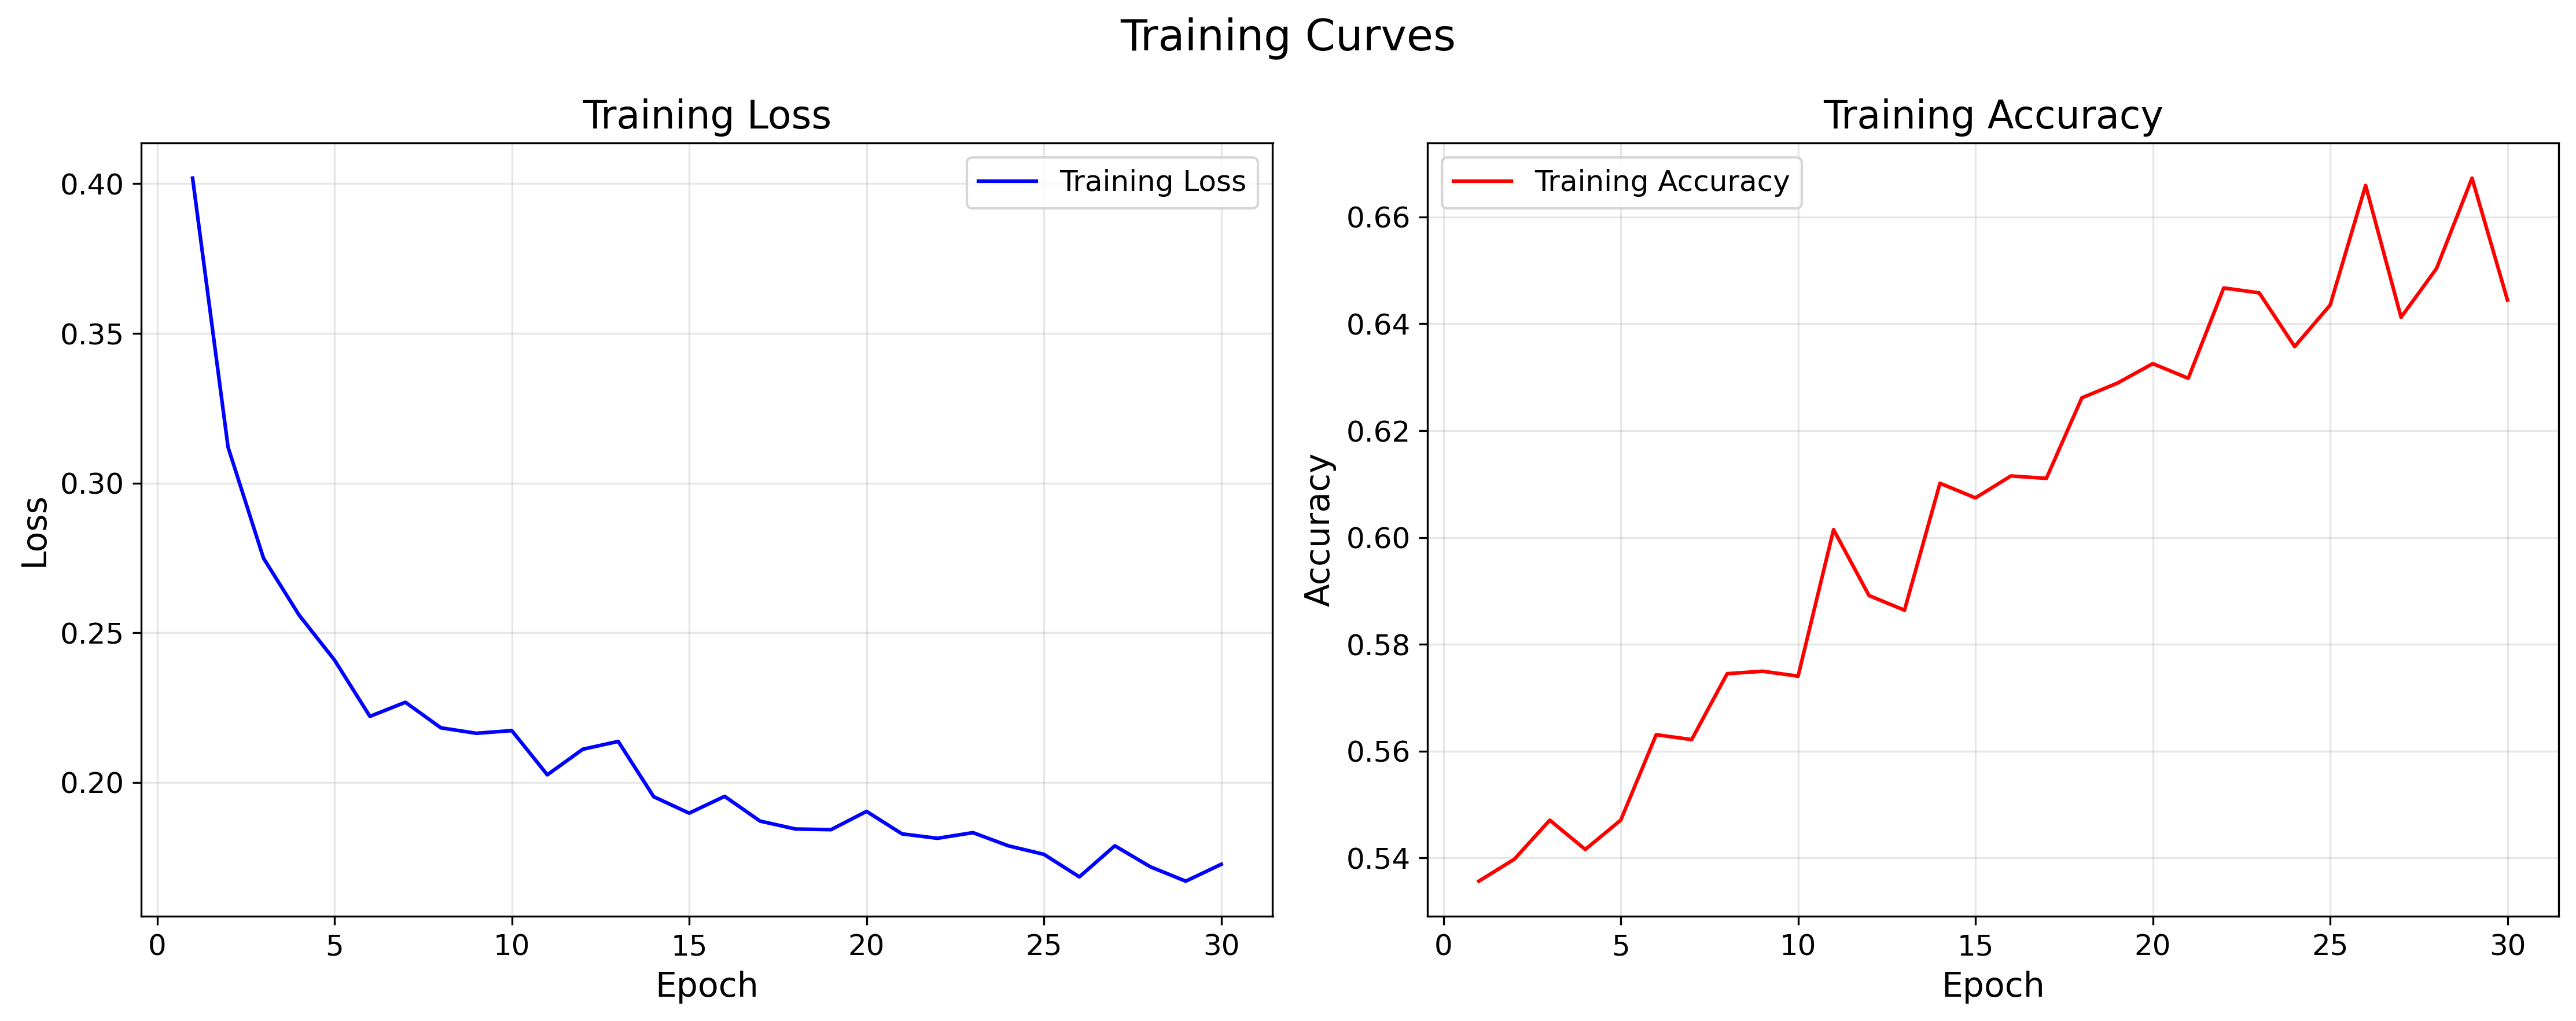 Training Curves
Training Loss
Training Loss
0.40
0.35
0.30
0.25
0.20
Loss
0 5 10 15 20 25 30
Epoch
Training Accuracy
Training Accuracy
0.66
0.64
0.62
0.60
0.58
0.56
0.54
Accuracy
0 5 10 15 20 25 30
Epoch